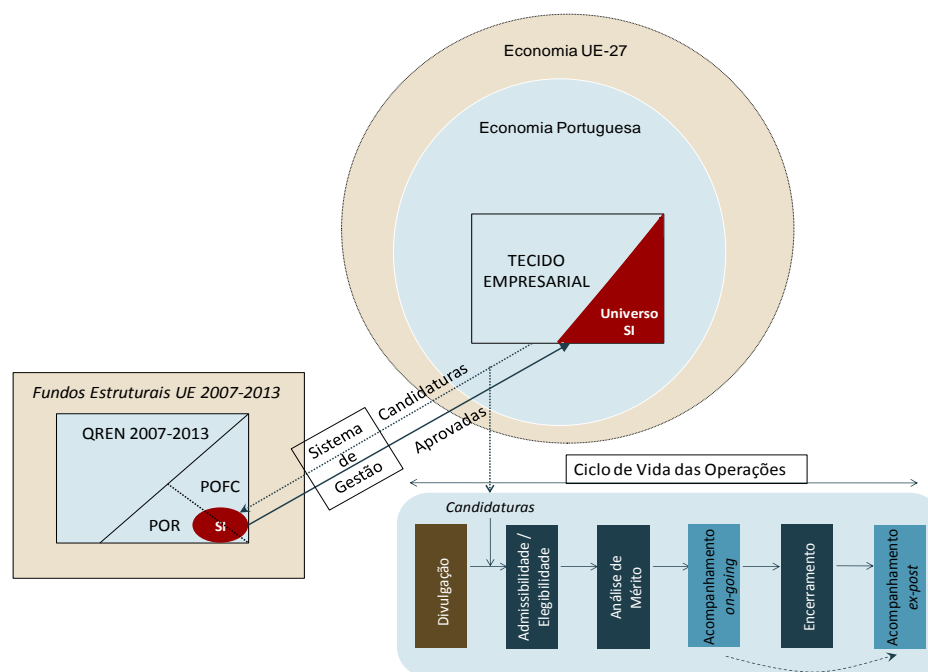 Economia UE-27
Economia Portuguesa
TECIDO
EMPRESARIAL
Universo
SI
Fundos Estruturais UE 2007-2013
QREN 2007-2013
POFC
POR
SI
Candidaturas
Aprovadas
Sistema
de
Gestão
Ciclo de Vida das Operações
Candidaturas
Divulgação
Admissibilidade /
Elegibilidade
Análise de
Mérito
Acompanhamento
on-going
Encerramento
Acompanhamento
ex-post